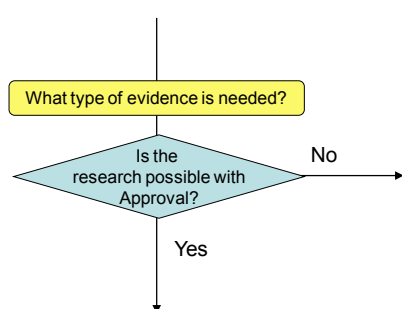 What type of evidence is needed?
Is the
research possible with
Approval?
No
Yes